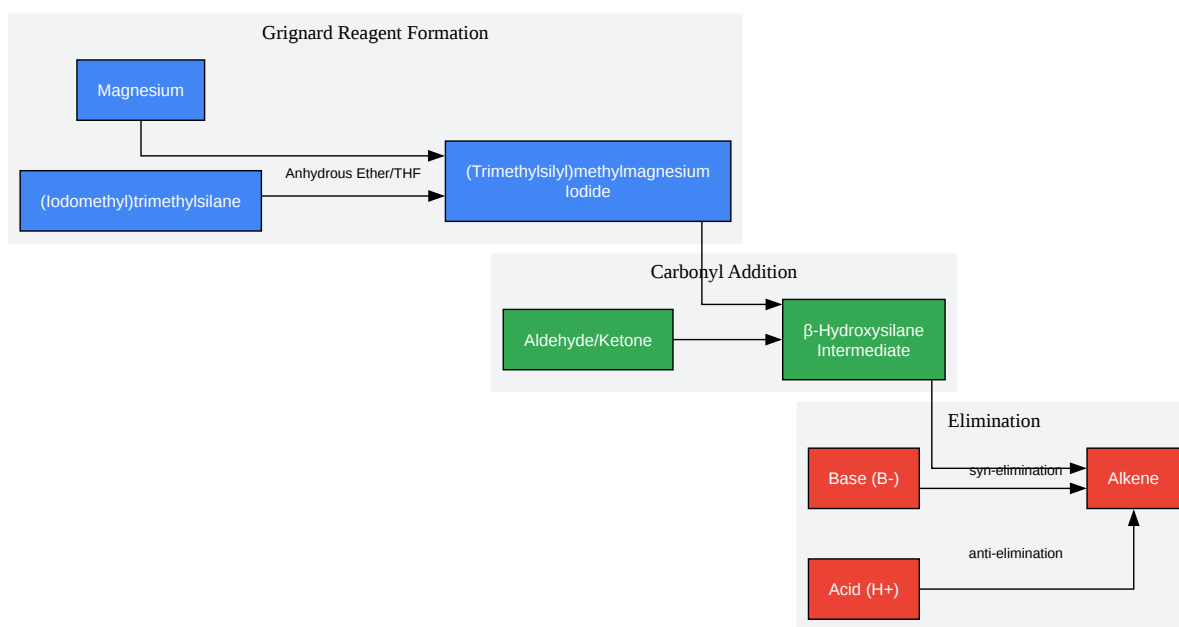 Grignard Reagent Formation
Magnesium
Anhydrous Ether/THF
(Trimethylsilyl)methylmagnesium
Iodide
(Iodomethyl)trimethylsilane
Carbonyl Addition
Aldehyde/Ketone
β-Hydroxysilane
Intermediate
Elimination
Base (B-)
syn-elimination
Alkene
anti-elimination
Acid (H+)